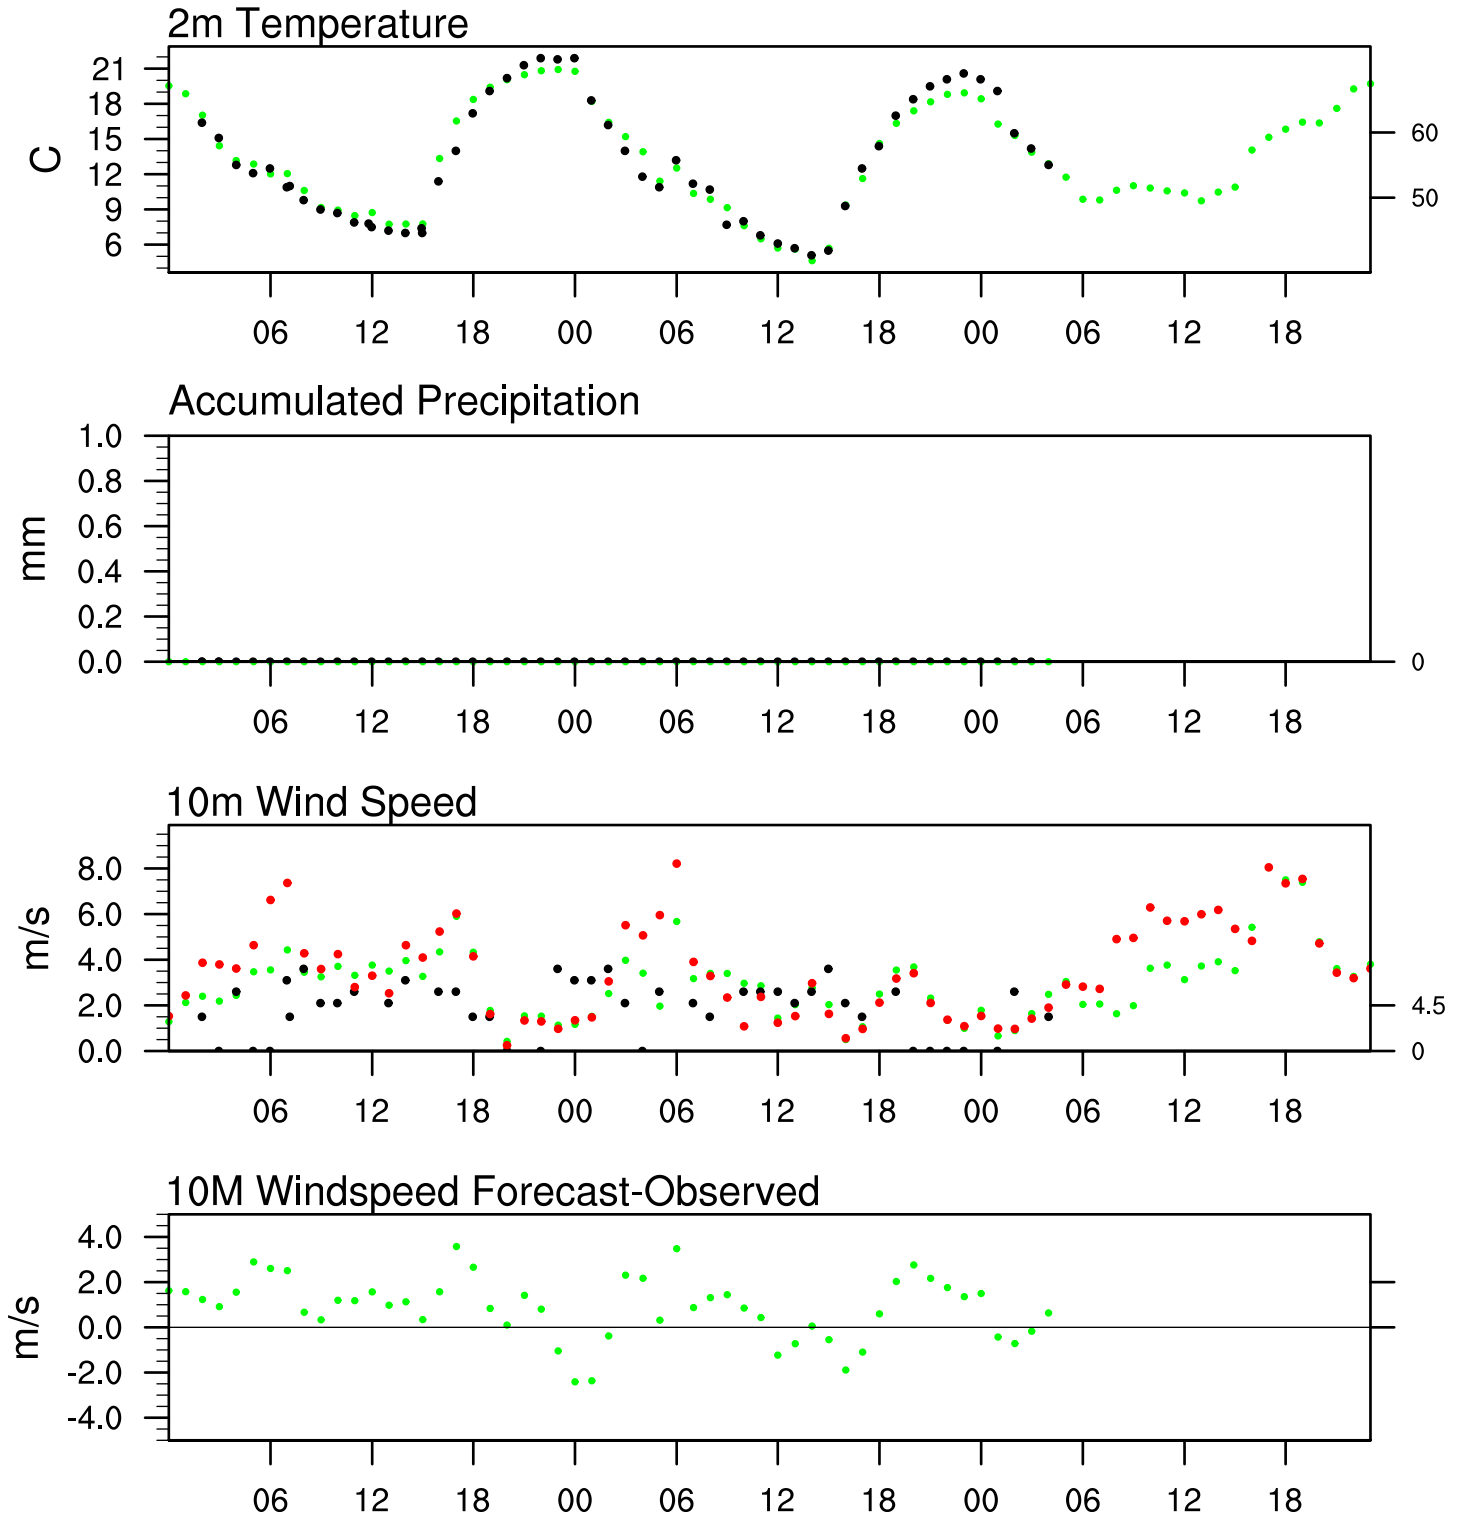 2m Temperature
21
18
15
12
9
6
C
60
50
06 12 18 00 06 12 18 00 06 12 18
Accumulated Precipitation
1.0
0.8
0.6
0.4
0.2
0.0
mm
0
06 12 18 00 06 12 18 00 06 12 18
10m Wind Speed
8.0
6.0
4.0
2.0
0.0
m/s
4.5
0
06 12 18 00 06 12 18 00 06 12 18
10M Windspeed Forecast-Observed
4.0
2.0
0.0
-2.0
-4.0
m/s
06 12 18 00 06 12 18 00 06 12 18